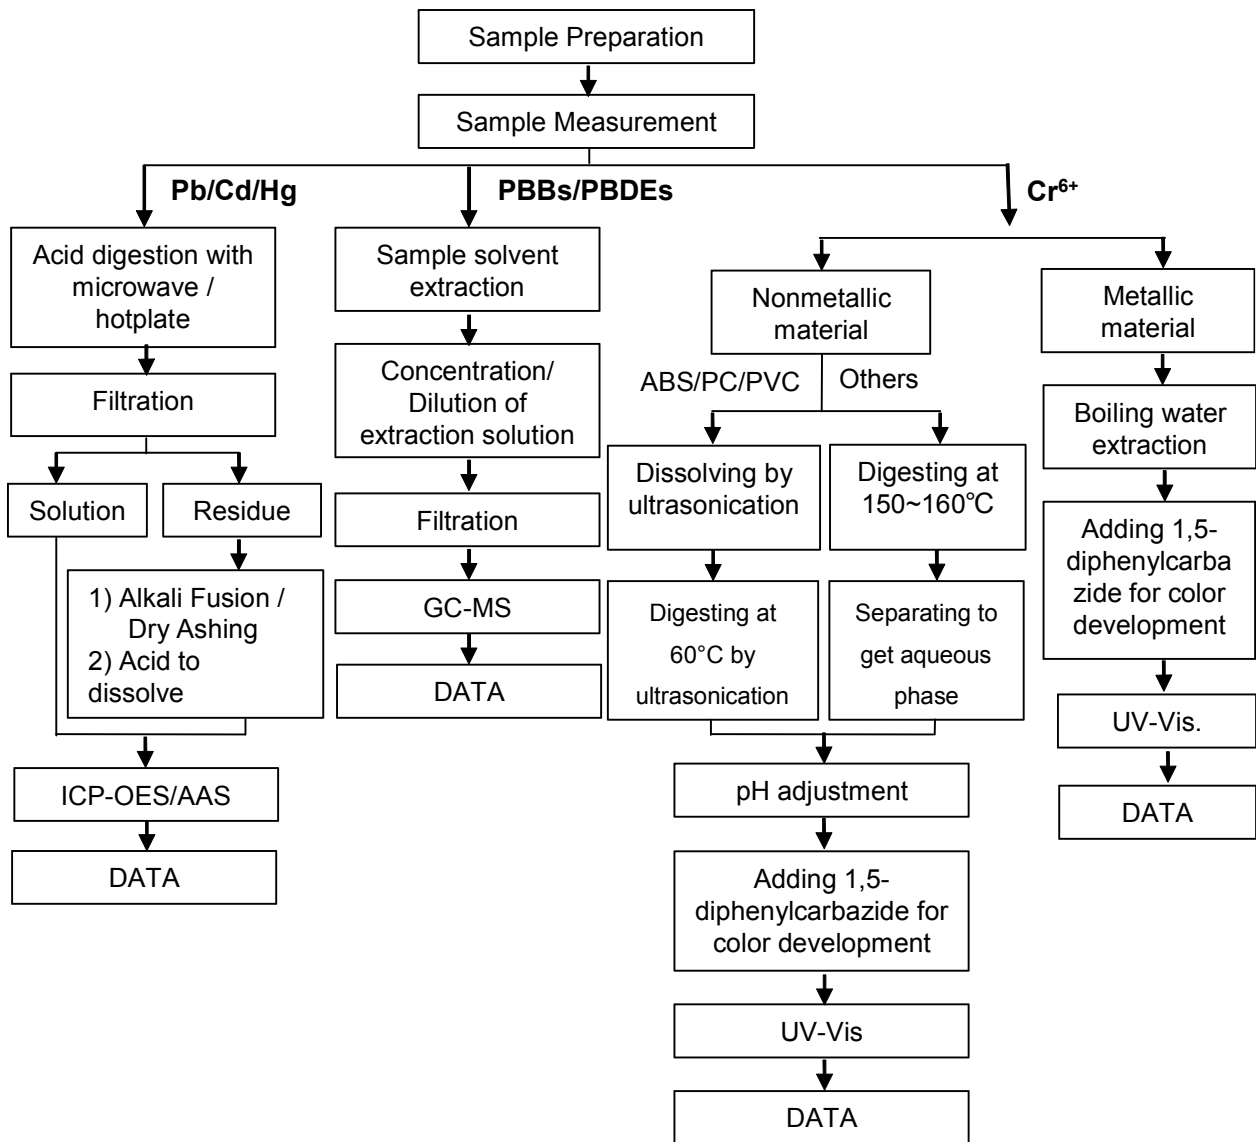 Sample Preparation
Sample Measurement
Pb/Cd/Hg
PBBs/PBDEs
Cr⁶⁺
Acid digestion with
microwave /
hotplate
Filtration
Solution
Residue
1) Alkali Fusion /
Dry Ashing
2) Acid to
dissolve
ICP-OES/AAS
DATA
Sample solvent
extraction
Concentration/
Dilution of
extraction solution
Filtration
GC-MS
DATA
Nonmetallic
material
ABS/PC/PVC
Others
Dissolving by
ultrasonication
Digesting at
150~160℃
Digesting at
60°C by
ultrasonication
Separating to
get aqueous
phase
pH adjustment
Adding 1,5-
diphenylcarbazide for
color development
UV-Vis
DATA
Metallic
material
Boiling water
extraction
Adding 1,5-
diphenylcarba
zide for color
development
UV-Vis.
DATA